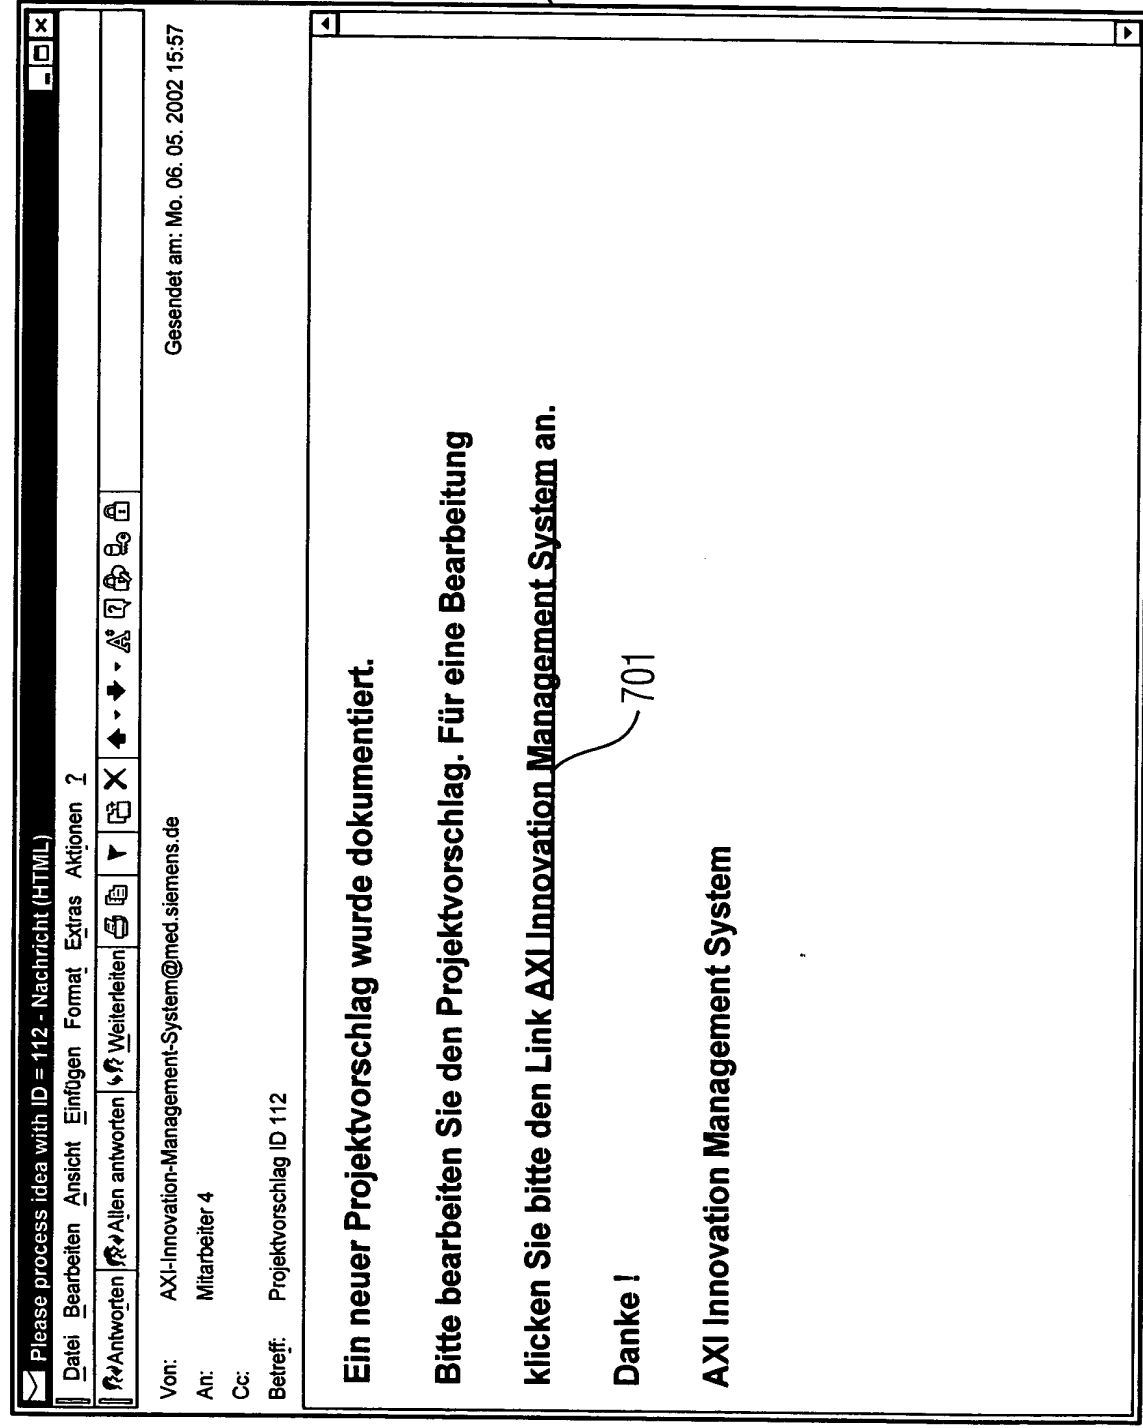 Please process idea with ID = 112 - Nachricht (HTML)
Datei Bearbeiten Ansicht Einfügen Format Extras Aktionen ?
Antworten Allen antworten Weiterleiten
Von: AXI-Innovation-Management-System@med.siemens.de Gesendet am: Mo. 06. 05. 2002 15:57
An: Mitarbeiter 4
Cc:
Betreff: Projektvorschlag ID 112
Ein neuer Projektvorschlag wurde dokumentiert.
Bitte bearbeiten Sie den Projektvorschlag. Für eine Bearbeitung
klicken Sie bitte den Link AXI Innovation Management System an.
701
Danke !
AXI Innovation Management System